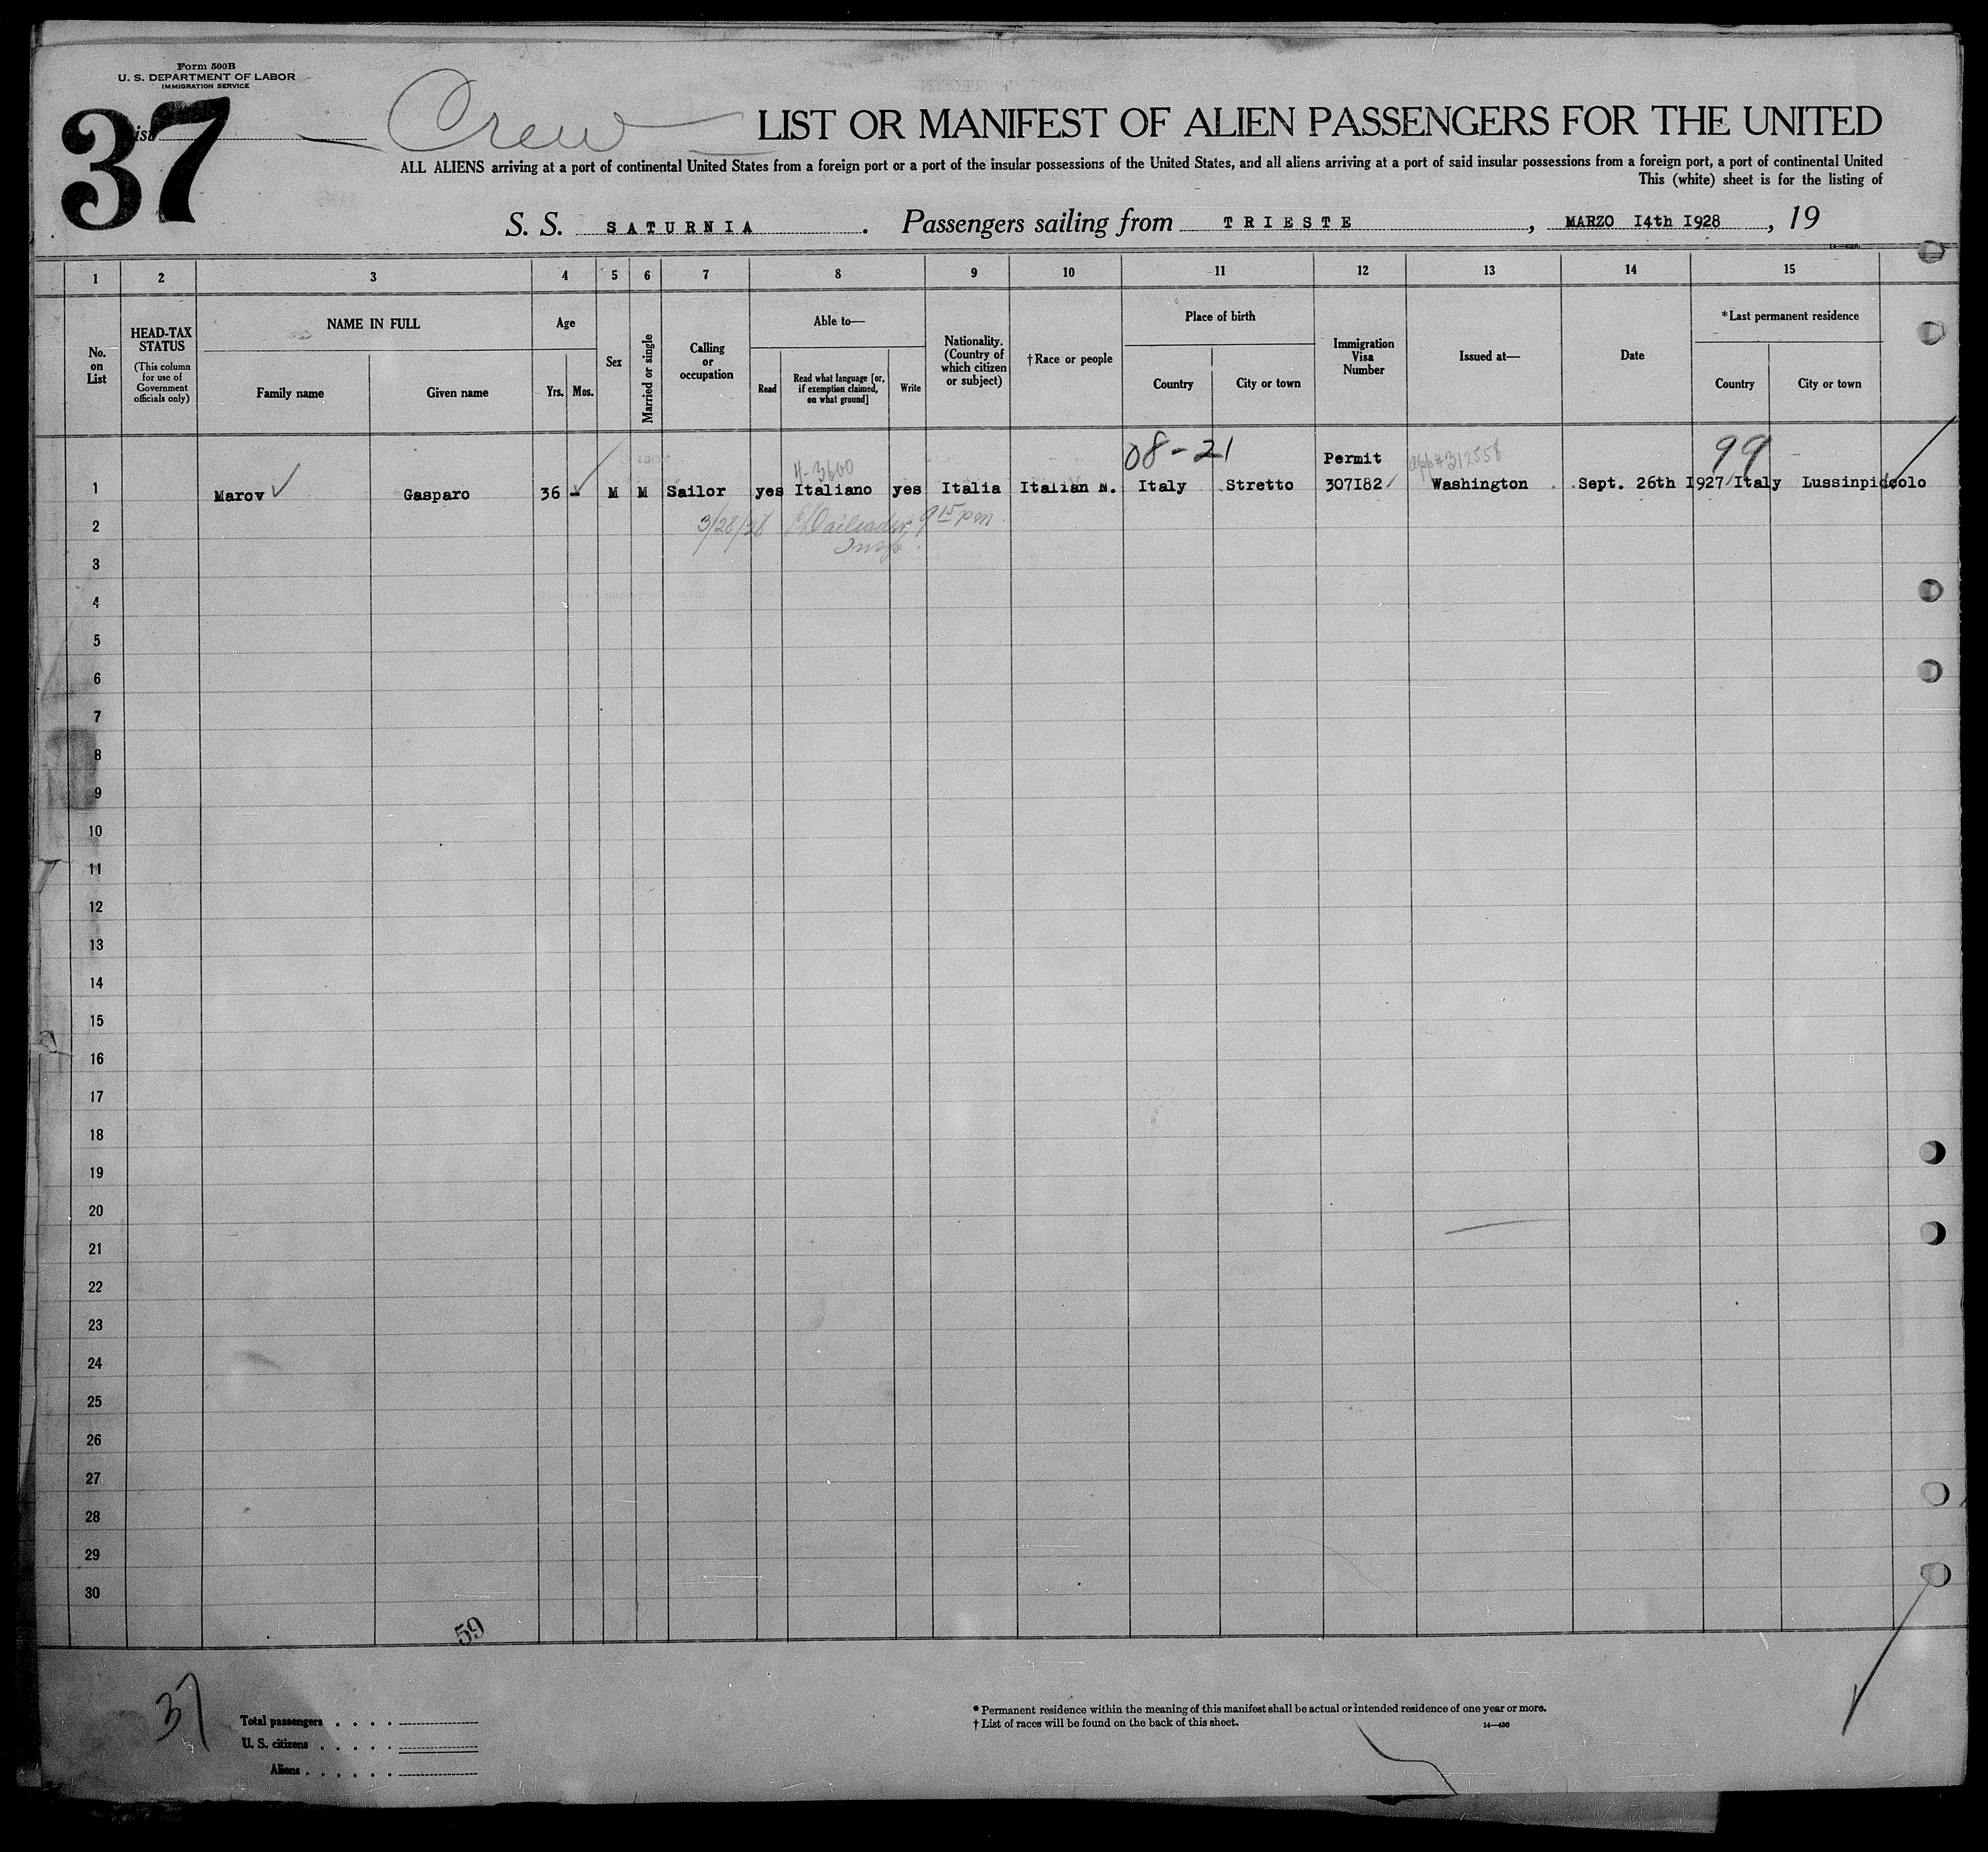 Form 500B
U. S. DEPARTMENT OF LABOR
IMMIGRATION SERVICE
37
Crew
LIST OR MANIFEST OF ALIEN PASSENGERS FOR THE UNITED
ALL ALIENS arriving at a port of continental United States from a foreign port or a port of the insular possessions of the United States, and all aliens arriving at a port of said insular possessions from a foreign port, a port of continental United
This (white) sheet is for the listing of
S. S. SATURNIA. Passengers sailing from TRIESTE, MARZO I4th I928, 19
1 2 3 4 5 6 7 8 9 10 11 12 13 14 15
No. on List
HEAD-TAX STATUS
(This column for use of Government officials only)
NAME IN FULL
Family name
Given name
Age
Yrs. Mos.
Sex
Married or single
Calling or occupation
Able to—
Read
Read what language [or, if exemption claimed, on what ground]
Write
Nationality. (Country of which citizen or subject)
†Race or people
Place of birth
Country
City or town
Immigration Visa Number
Issued at—
Date
*Last permanent residence
Country
City or town
08-21
99
H-3600
Permit
app#312558
1 Marov Gasparo 36 - M M Sailor yes Italiano yes Italia Italian N. Italy Stretto 307I82 Washington Sept. 26th I927 Italy Lussinpiccolo
3/28/28 9 15 pm
Insp.
2
3
4
5
6
7
8
9
10
11
12
13
14
15
16
17
18
19
20
21
22
23
24
25
26
27
28
29
30
59
37
Total passengers . . . .
U. S. citizens . . . . .
Aliens . . . . . .
* Permanent residence within the meaning of this manifest shall be actual or intended residence of one year or more.
† List of races will be found on the back of this sheet.
14—430